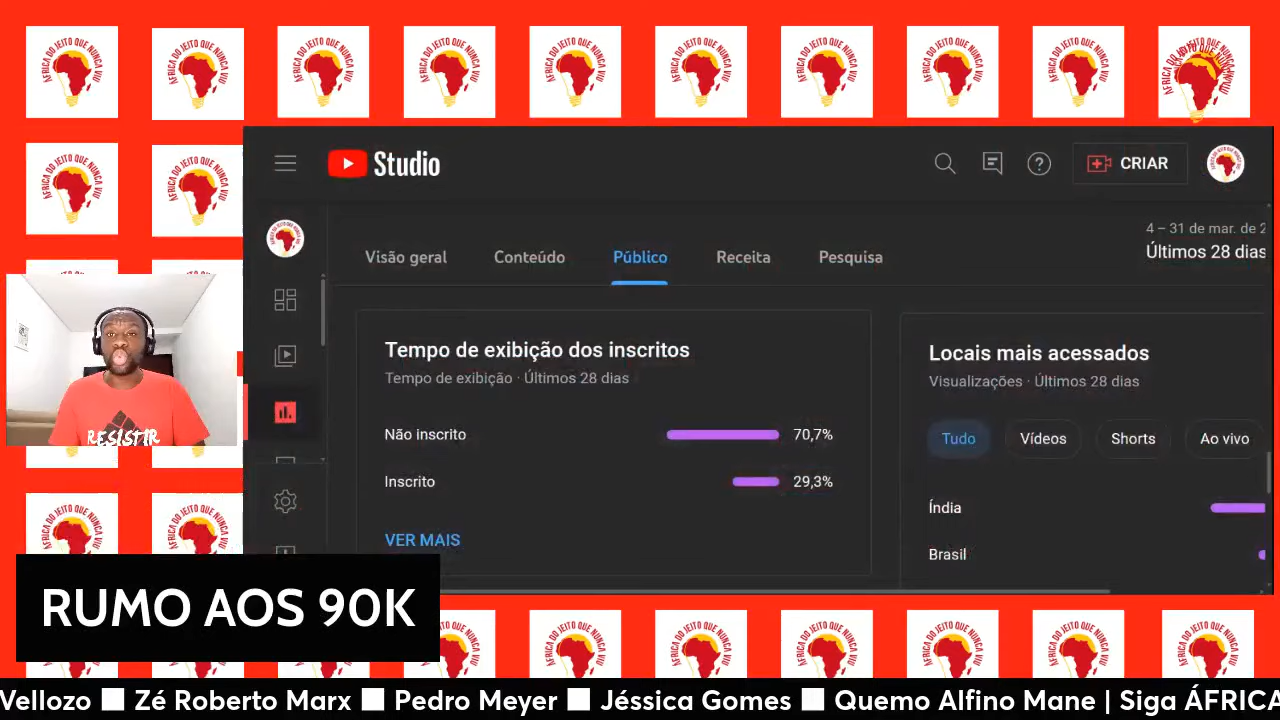 ÁFRICA DO JEITO QUE NUNCA VIU
Studio
CRIAR
4 – 31 de mar. de 2
Últimos 28 dias
Visão geral
Conteúdo
Público
Receita
Pesquisa
Tempo de exibição dos inscritos
Tempo de exibição · Últimos 28 dias
Não inscrito 70,7%
Inscrito 29,3%
VER MAIS
Locais mais acessados
Visualizações · Últimos 28 dias
Tudo
Vídeos
Shorts
Ao vivo
Índia
Brasil
RESISTIR
RUMO AOS 90K
Vellozo ⬜ Zé Roberto Marx ⬜ Pedro Meyer ⬜ Jéssica Gomes ⬜ Quemo Alfino Mane | Siga ÁFRICA